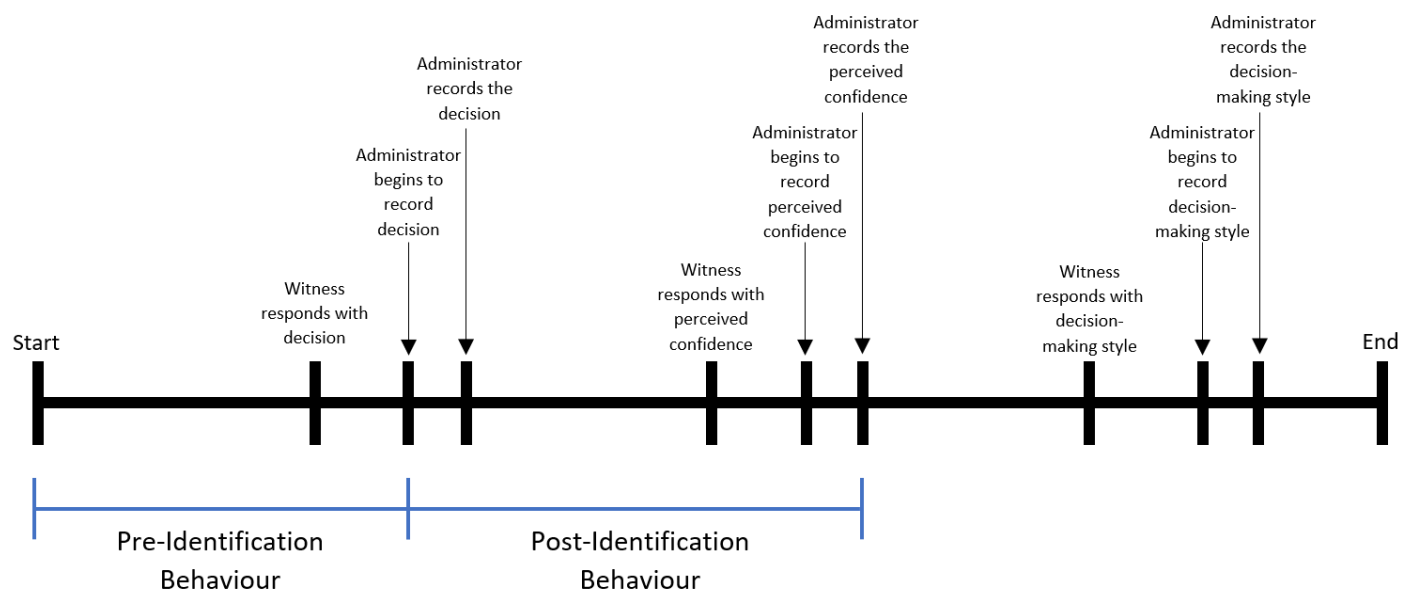 Start
Witness
responds with
decision
Administrator
begins to
record
decision
Administrator
records the
decision
Witness
responds with
perceived
confidence
Administrator
begins to
record
perceived
confidence
Administrator
records the
perceived
confidence
Witness
responds with
decision-
making style
Administrator
begins to
record
decision-
making style
Administrator
records the
decision-
making style
End
Pre-Identification
Behaviour
Post-Identification
Behaviour